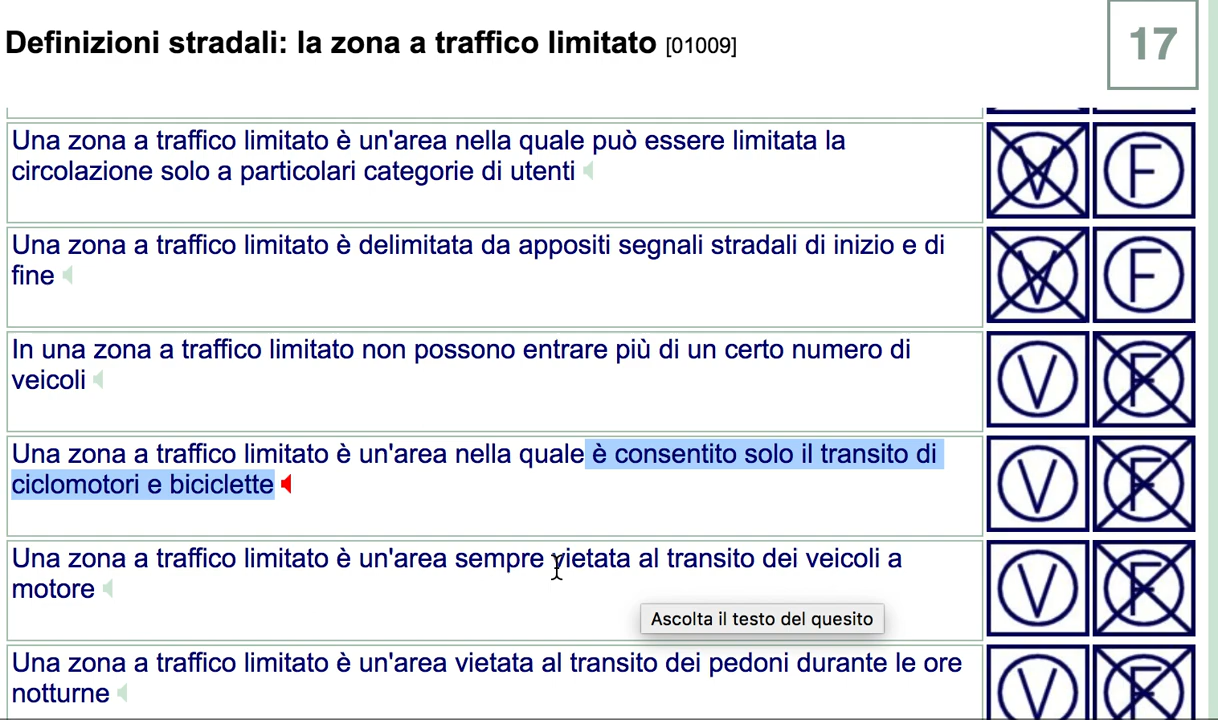 Definizioni stradali: la zona a traffico limitato [01009]
17
Una zona a traffico limitato è un'area nella quale può essere limitata la
circolazione solo a particolari categorie di utenti
V F
Una zona a traffico limitato è delimitata da appositi segnali stradali di inizio e di
fine
V F
In una zona a traffico limitato non possono entrare più di un certo numero di
veicoli
V F
Una zona a traffico limitato è un'area nella quale è consentito solo il transito di
ciclomotori e biciclette
V F
Una zona a traffico limitato è un'area sempre vietata al transito dei veicoli a
motore
V F
Ascolta il testo del quesito
Una zona a traffico limitato è un'area vietata al transito dei pedoni durante le ore
notturne
V F